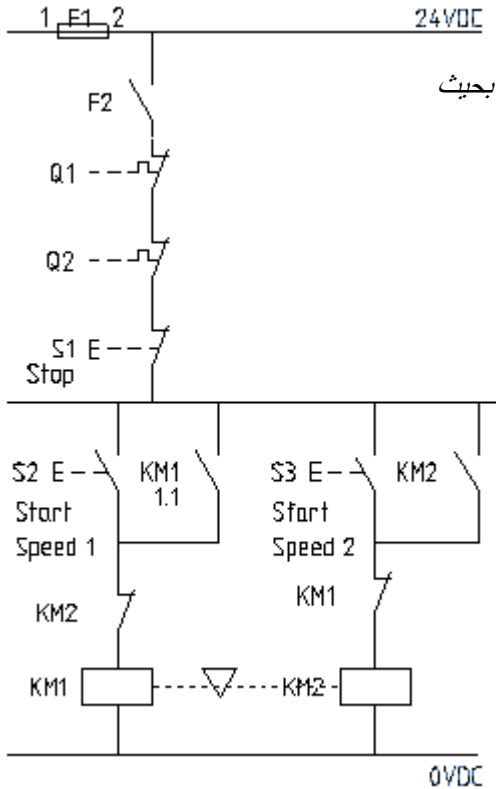 1 F1 2 24VDC
بحيث
F2
Q1
Q2
S1 E
Stop
S2 E KM1 S3 E KM2
1.1
Start Start
Speed 1 Speed 2
KM2 KM1
KM1 KM2
0VDC